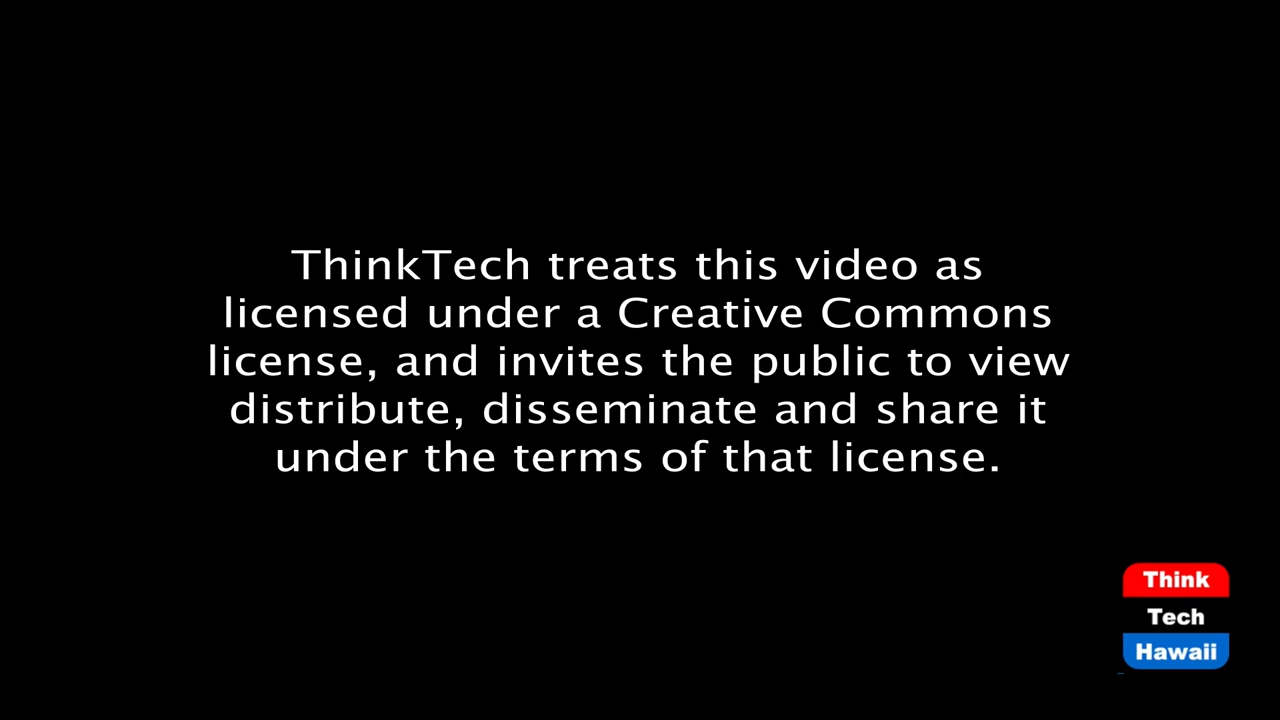 ThinkTech treats this video as
licensed under a Creative Commons
license, and invites the public to view
distribute, disseminate and share it
under the terms of that license.
Think
Tech
Hawaii